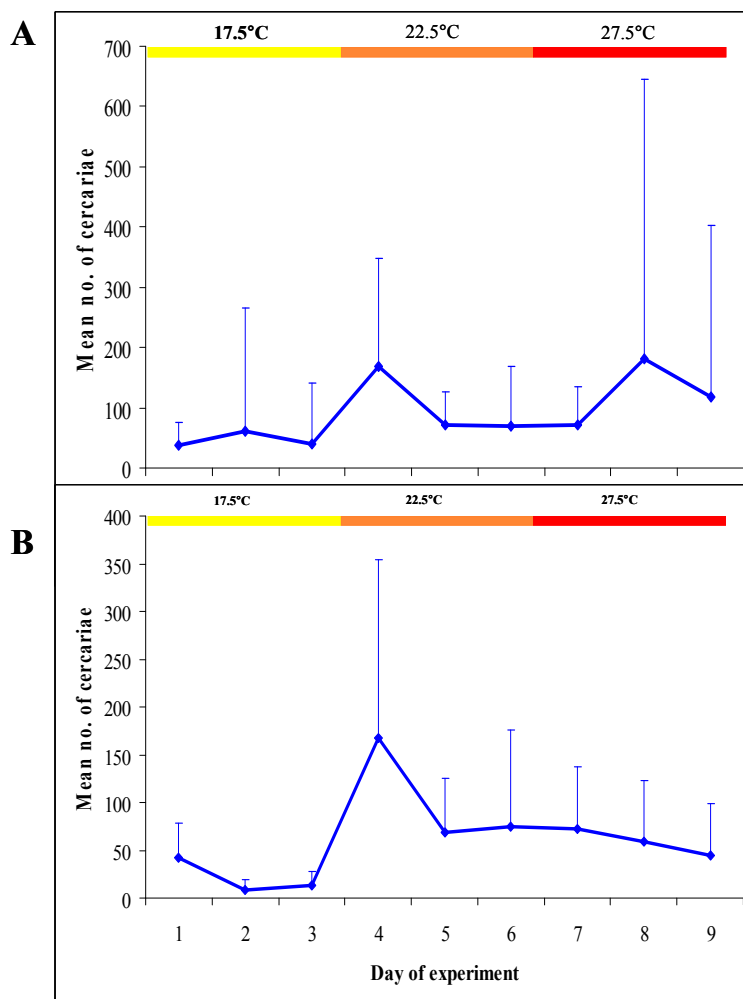 A
17.5°C 22.5°C 27.5°C
700
600
500
400
300
200
100
0
Mean no. of cercariae
B
17.5°C 22.5°C 27.5°C
400
350
300
250
200
150
100
50
0
Mean no. of cercariae
1 2 3 4 5 6 7 8 9
Day of experiment